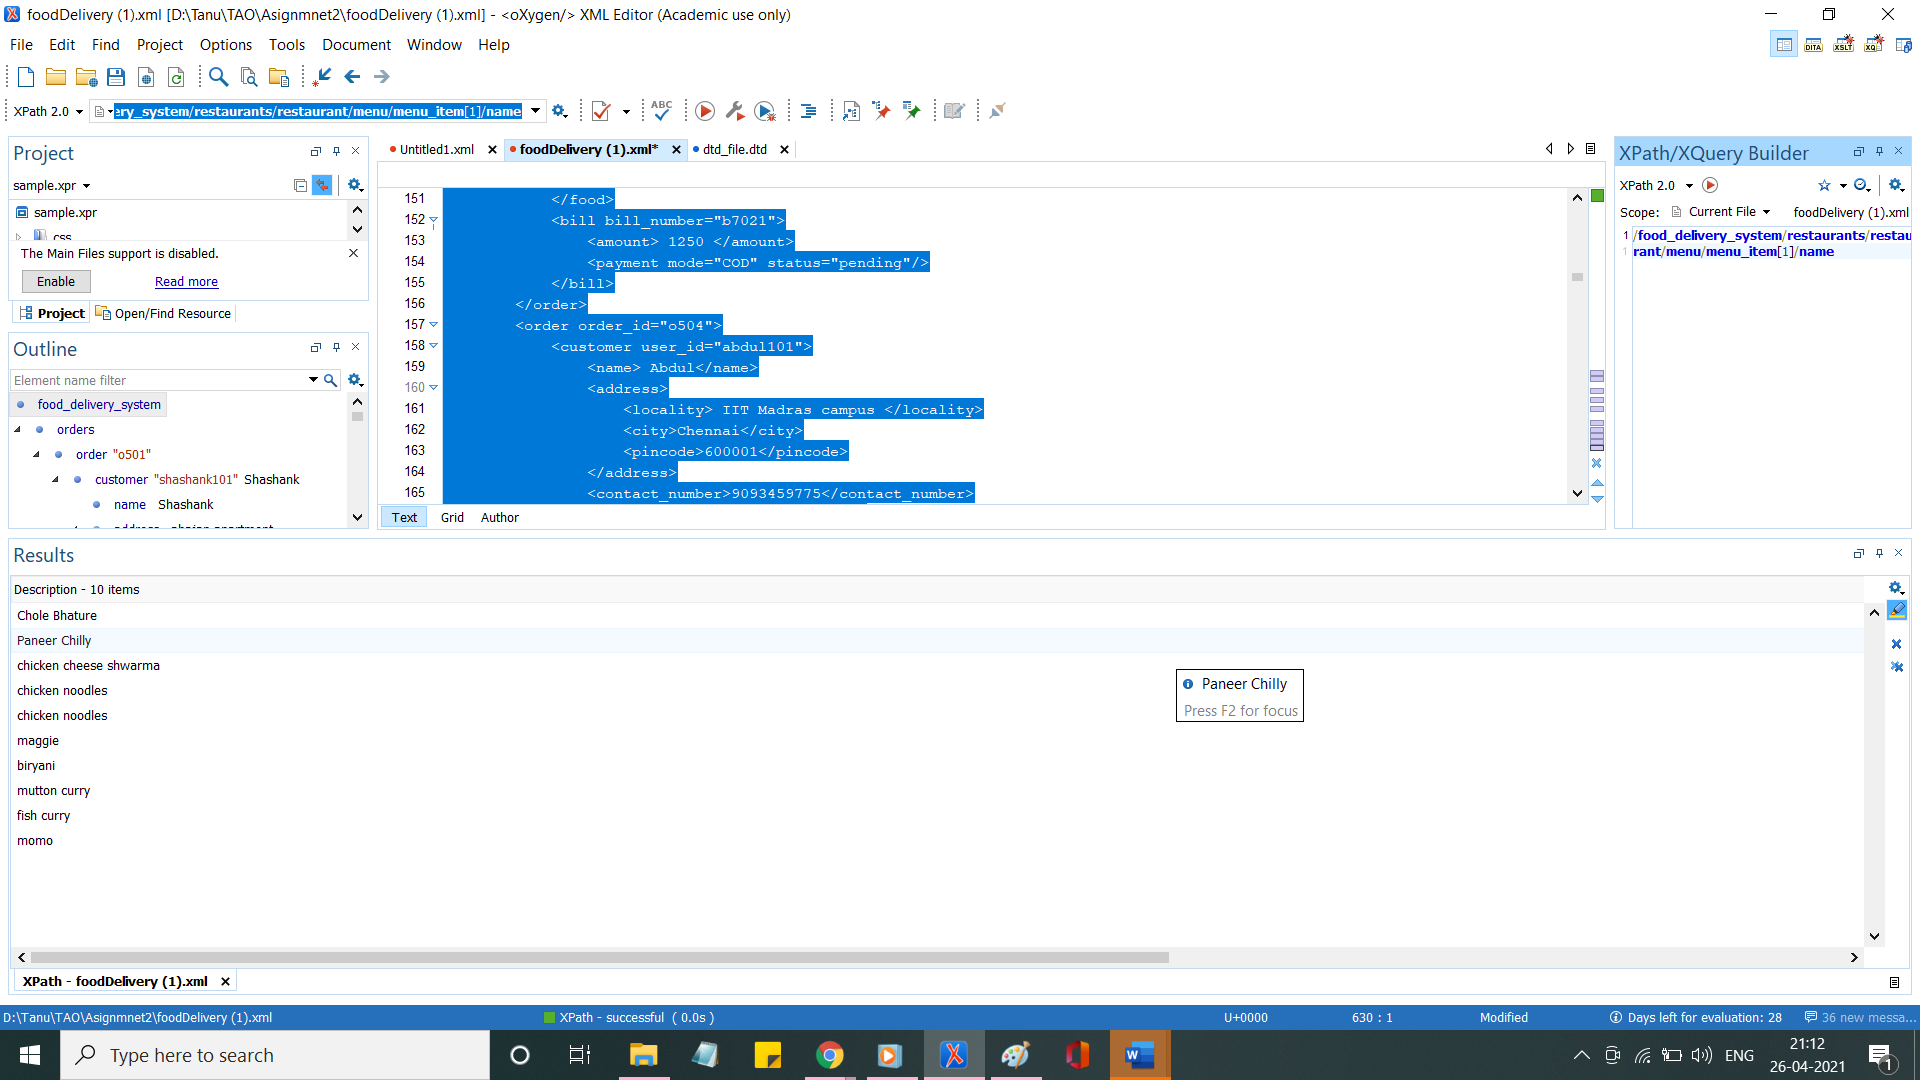 foodDelivery (1).xml [D:\Tanu\TAO\Asignmnet2\foodDelivery (1).xml] - <oXygen/> XML Editor (Academic use only)
File Edit Find Project Options Tools Document Window Help
DITA XSLT XQ
XPath 2.0 ery_system/restaurants/restaurant/menu/menu_item[1]/name ABC
Project
sample.xpr
sample.xpr
css
The Main Files support is disabled.
Enable Read more
Project Open/Find Resource
Outline
Element name filter
food_delivery_system
orders
order "o501"
customer "shashank101" Shashank
name Shashank
Untitled1.xml foodDelivery (1).xml* dtd_file.dtd
151 </food>
152 <bill bill_number="b7021">
153 <amount> 1250 </amount>
154 <payment mode="COD" status="pending"/>
155 </bill>
156 </order>
157 <order order_id="o504">
158 <customer user_id="abdul101">
159 <name> Abdul</name>
160 <address>
161 <locality> IIT Madras campus </locality>
162 <city>Chennai</city>
163 <pincode>600001</pincode>
164 </address>
165 <contact_number>9093459775</contact_number>
Text Grid Author
XPath/XQuery Builder
XPath 2.0
Scope: Current File foodDelivery (1).xml
1 /food_delivery_system/restaurants/restau
rant/menu/menu_item[1]/name
Results
Description - 10 items
Chole Bhature
Paneer Chilly
chicken cheese shwarma
chicken noodles
chicken noodles
maggie
biryani
mutton curry
fish curry
momo
Paneer Chilly
Press F2 for focus
XPath - foodDelivery (1).xml
D:\Tanu\TAO\Asignmnet2\foodDelivery (1).xml XPath - successful ( 0.0s ) U+0000 630 : 1 Modified Days left for evaluation: 28 36 new messa...
Type here to search
ENG
21:12
26-04-2021
1